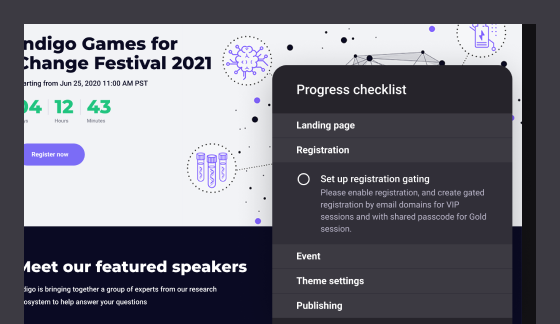 ndigo Games for
Change Festival 2021
arting from Jun 25, 2020 11:00 AM PST
04 12 43
Hours Minutes
Register now
Meet our featured speakers
digo is bringing together a group of experts from our research
osystem to help answer your questions
Progress checklist
Landing page
Registration
Set up registration gating
Please enable registration, and create gated
registration by email domains for VIP
sessions and with shared passcode for Gold
session.
Event
Theme settings
Publishing